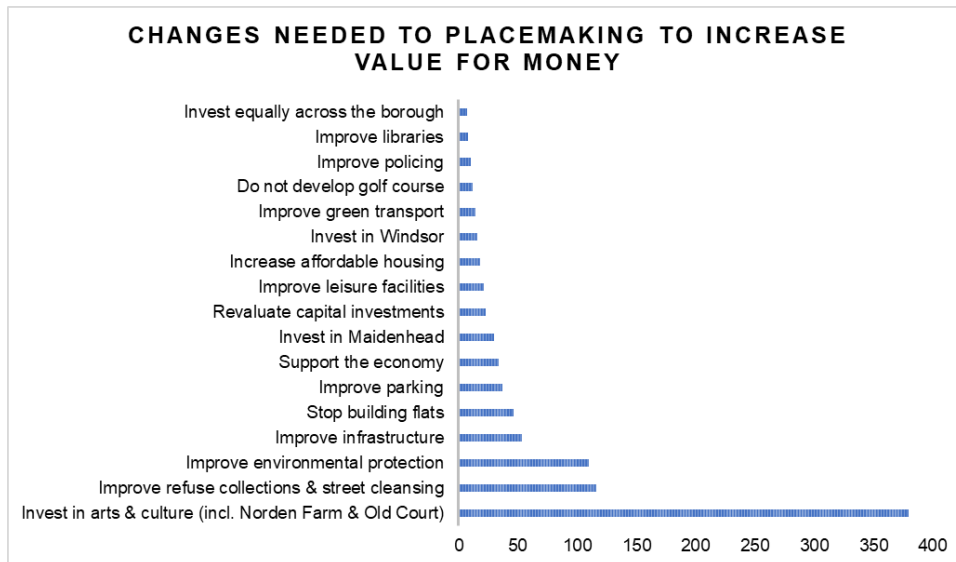 CHANGES NEEDED TO PLACEMAKING TO INCREASE
VALUE FOR MONEY
Invest equally across the borough
Improve libraries
Improve policing
Do not develop golf course
Improve green transport
Invest in Windsor
Increase affordable housing
Improve leisure facilities
Revaluate capital investments
Invest in Maidenhead
Support the economy
Improve parking
Stop building flats
Improve infrastructure
Improve environmental protection
Improve refuse collections & street cleansing
Invest in arts & culture (incl. Norden Farm & Old Court)
0 50 100 150 200 250 300 350 400